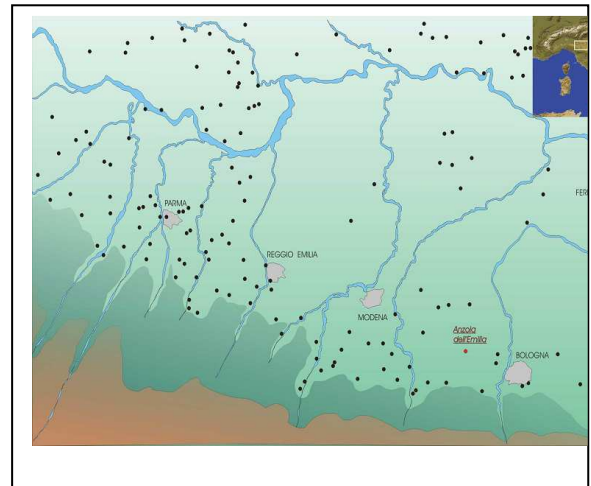 PARMA
FER
REGGIO EMILIA
MODENA
Anzola
dell'Emilia
BOLOGNA